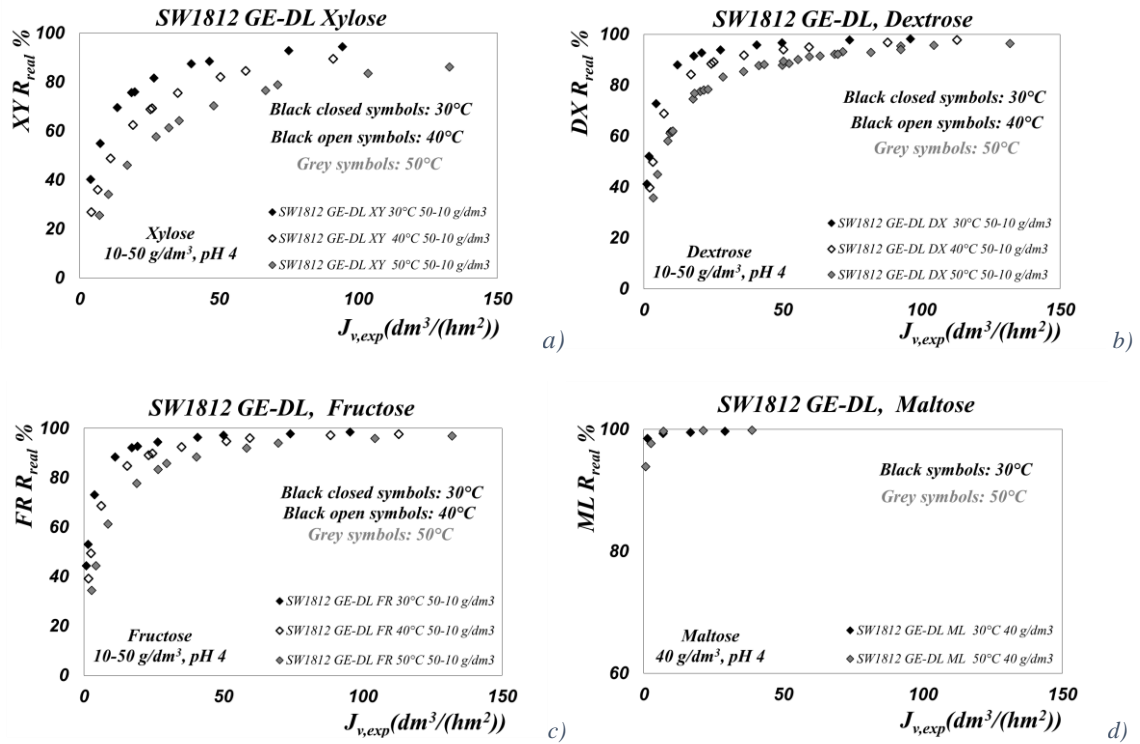 SW1812 GE-DL Xylose
XY R_real %
100
80
60
40
20
0
0
50
100
150
Black closed symbols: 30°C
Black open symbols: 40°C
Grey symbols: 50°C
SW1812 GE-DL XY 30°C 50-10 g/dm3
SW1812 GE-DL XY 40°C 50-10 g/dm3
SW1812 GE-DL XY 50°C 50-10 g/dm3
Xylose
10-50 g/dm³, pH 4
J_v,exp(dm³/(hm²))
a)
SW1812 GE-DL, Dextrose
DX R_real %
100
80
60
40
20
0
0
50
100
150
Black closed symbols: 30°C
Black open symbols: 40°C
Grey symbols: 50°C
SW1812 GE-DL DX 30°C 50-10 g/dm3
SW1812 GE-DL DX 40°C 50-10 g/dm3
SW1812 GE-DL DX 50°C 50-10 g/dm3
Dextrose
10-50 g/dm³, pH 4
J_v,exp(dm³/(hm²))
b)
SW1812 GE-DL, Fructose
FR R_real %
100
80
60
40
20
0
0
50
100
150
Black closed symbols: 30°C
Black open symbols: 40°C
Grey symbols: 50°C
SW1812 GE-DL FR 30°C 50-10 g/dm3
SW1812 GE-DL FR 40°C 50-10 g/dm3
SW1812 GE-DL FR 50°C 50-10 g/dm3
Fructose
10-50 g/dm³, pH 4
J_v,exp(dm³/(hm²))
c)
SW1812 GE-DL, Maltose
ML R_real %
100
80
60
0
50
100
150
Black symbols: 30°C
Grey symbols: 50°C
SW1812 GE-DL ML 30°C 40 g/dm3
SW1812 GE-DL ML 50°C 40 g/dm3
Maltose
40 g/dm³, pH 4
J_v,exp(dm³/(hm²))
d)